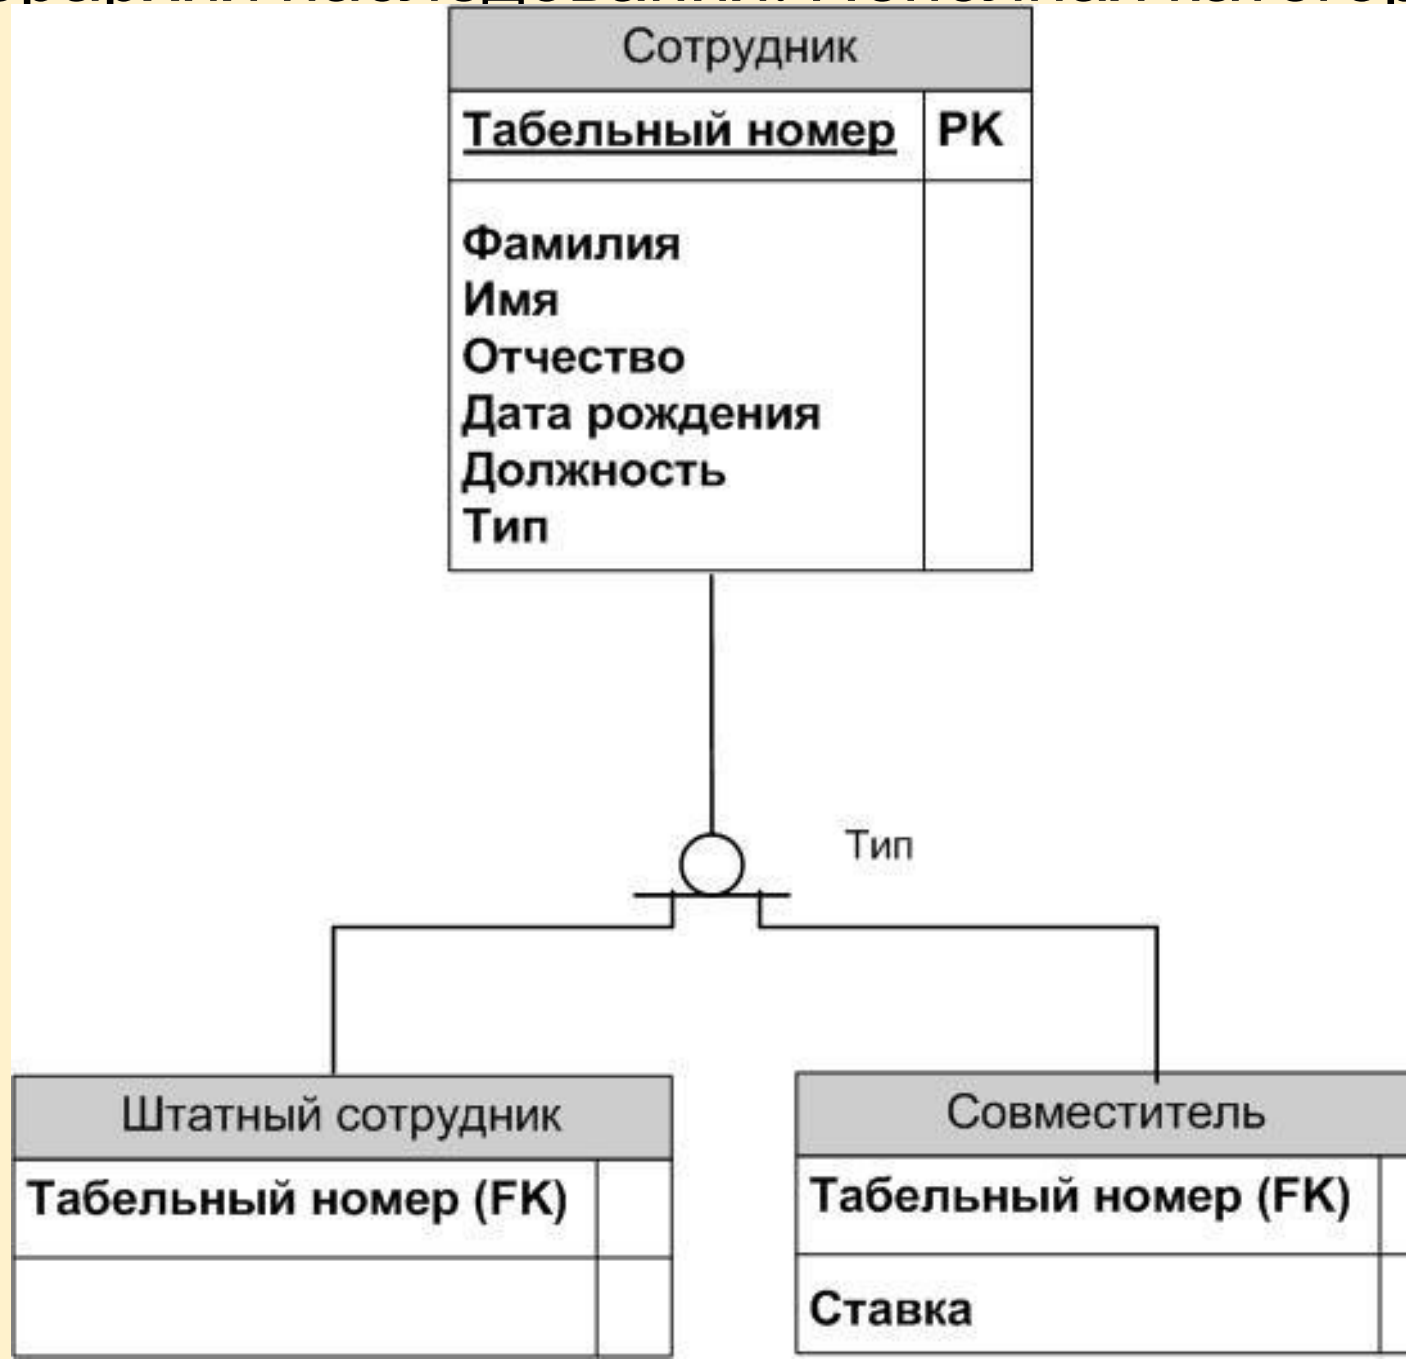 Сотрудник
Табельный номер PK
Фамилия
Имя
Отчество
Дата рождения
Должность
Тип
Тип
Штатный сотрудник
Табельный номер (FK)
Совместитель
Табельный номер (FK)
Ставка